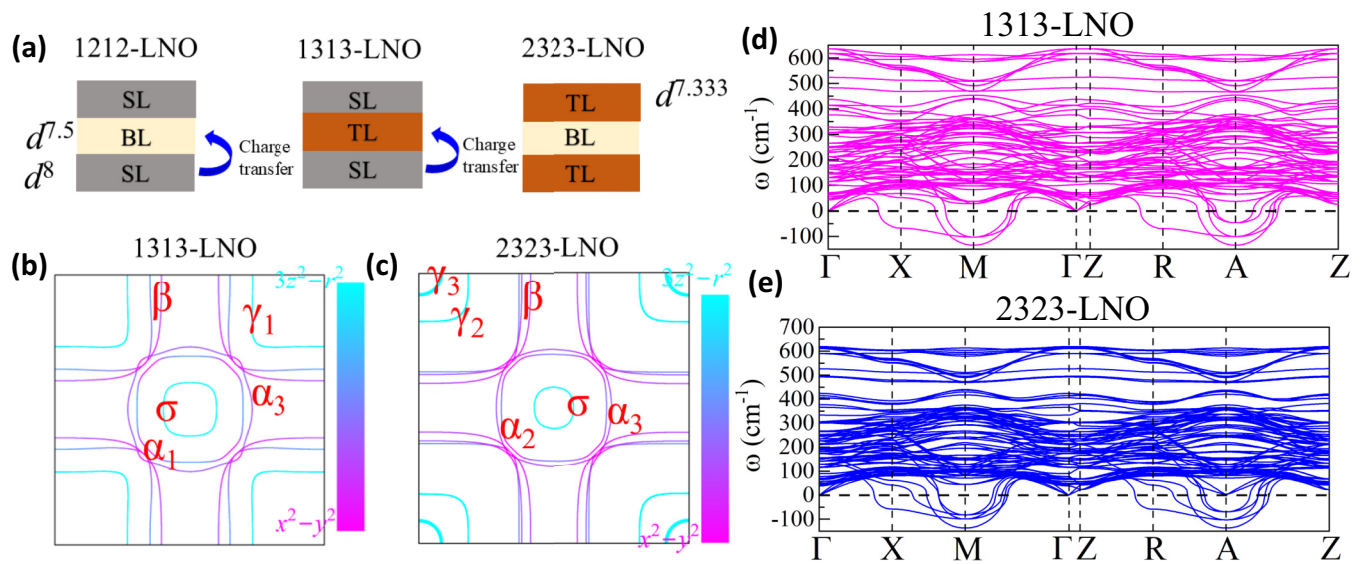 (a)
1212-LNO
1313-LNO
2323-LNO
SL
BL
SL
d^7.5
d^8
Charge
transfer
SL
TL
SL
Charge
transfer
TL
BL
TL
d^7.333
(b)
1313-LNO
β
γ1
σ
α1
α3
3z²−r²
x²−y²
(c)
2323-LNO
γ3
γ2
β
σ
α2
α3
3z²−r²
x²−y²
(d)
1313-LNO
ω (cm⁻¹)
600
500
400
300
200
100
0
-100
Γ X M Γ Z R A Z
(e)
2323-LNO
ω (cm⁻¹)
700
600
500
400
300
200
100
0
-100
Γ X M Γ Z R A Z